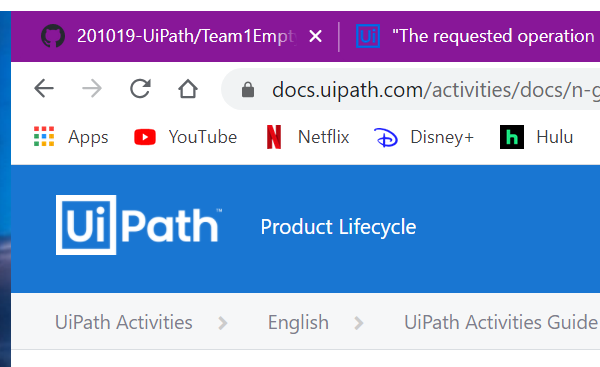 201019-UiPath/Team1Empt "The requested operation
docs.uipath.com/activities/docs/n-g
Apps YouTube Netflix Disney+ h Hulu
UiPath™ Product Lifecycle
UiPath Activities English UiPath Activities Guide